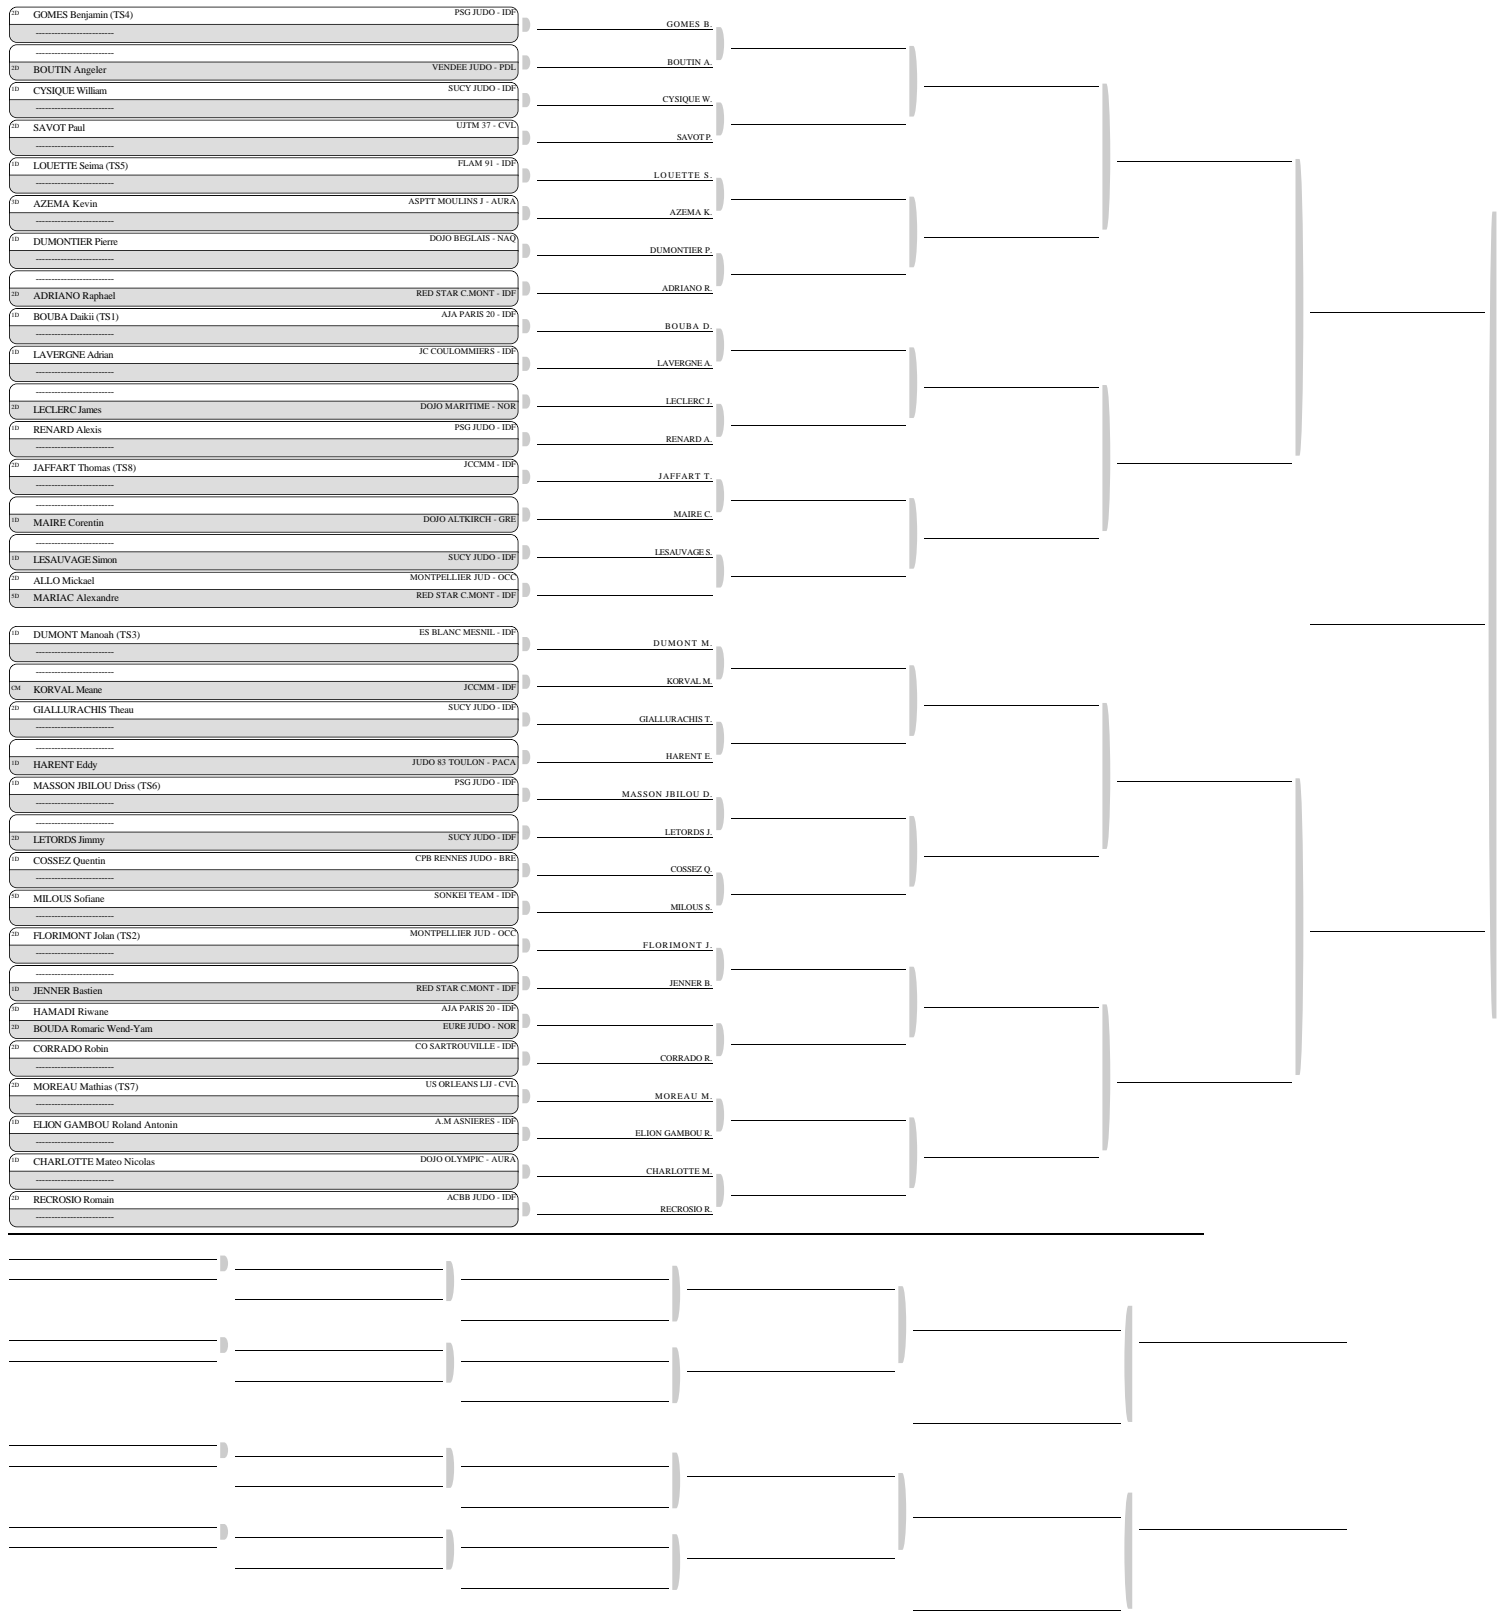 2D GOMES Benjamin (TS4) PSG JUDO - IDF
--------------------------
GOMES B.
--------------------------
2D BOUTIN Angeler VENDEE JUDO - PDL
BOUTIN A.
1D CYSIQUE William SUCY JUDO - IDF
--------------------------
CYSIQUE W.
2D SAVOT Paul UJTM 37 - CVL
--------------------------
SAVOT P.
1D LOUETTE Seima (TS5) FLAM 91 - IDF
--------------------------
LOUETTE S.
3D AZEMA Kevin ASPTT MOULINS J - AURA
--------------------------
AZEMA K.
1D DUMONTIER Pierre DOJO BEGLAIS - NAQ
--------------------------
DUMONTIER P.
--------------------------
2D ADRIANO Raphael RED STAR C.MONT - IDF
ADRIANO R.
1D BOUBA Daikii (TS1) AJA PARIS 20 - IDF
--------------------------
BOUBA D.
1D LAVERGNE Adrian JC COULOMMIERS - IDF
--------------------------
LAVERGNE A.
--------------------------
2D LECLERC James DOJO MARITIME - NOR
LECLERC J.
1D RENARD Alexis PSG JUDO - IDF
--------------------------
RENARD A.
2D JAFFART Thomas (TS8) JCCMM - IDF
--------------------------
JAFFART T.
--------------------------
1D MAIRE Corentin DOJO ALTKIRCH - GRE
MAIRE C.
--------------------------
1D LESAUVAGE Simon SUCY JUDO - IDF
LESAUVAGE S.
2D ALLO Mickael MONTPELLIER JUD - OCC
5D MARIAC Alexandre RED STAR C.MONT - IDF
1D DUMONT Manoah (TS3) ES BLANC MESNIL - IDF
--------------------------
DUMONT M.
--------------------------
CM KORVAL Meane JCCMM - IDF
KORVAL M.
2D GIALLURACHIS Theau SUCY JUDO - IDF
--------------------------
GIALLURACHIS T.
--------------------------
1D HARENT Eddy JUDO 83 TOULON - PACA
HARENT E.
1D MASSON JBILOU Driss (TS6) PSG JUDO - IDF
--------------------------
MASSON JBILOU D.
--------------------------
2D LETORDS Jimmy SUCY JUDO - IDF
LETORDS J.
1D COSSEZ Quentin CPB RENNES JUDO - BRE
--------------------------
COSSEZ Q.
5D MILOUS Sofiane SONKEI TEAM - IDF
--------------------------
MILOUS S.
2D FLORIMONT Jolan (TS2) MONTPELLIER JUD - OCC
--------------------------
FLORIMONT J.
--------------------------
1D JENNER Bastien RED STAR C.MONT - IDF
JENNER B.
HAMADI Riwane AJA PARIS 20 - IDF
2D BOUDA Romaric Wend-Yam EURE JUDO - NOR
2D CORRADO Robin CO SARTROUVILLE - IDF
--------------------------
CORRADO R.
2D MOREAU Mathias (TS7) US ORLEANS LJJ - CVL
--------------------------
MOREAU M.
1D ELION GAMBOU Roland Antonin A.M ASNIERES - IDF
--------------------------
ELION GAMBOU R.
1D CHARLOTTE Mateo Nicolas DOJO OLYMPIC - AURA
--------------------------
CHARLOTTE M.
2D RECROSIO Romain ACBB JUDO - IDF
--------------------------
RECROSIO R.